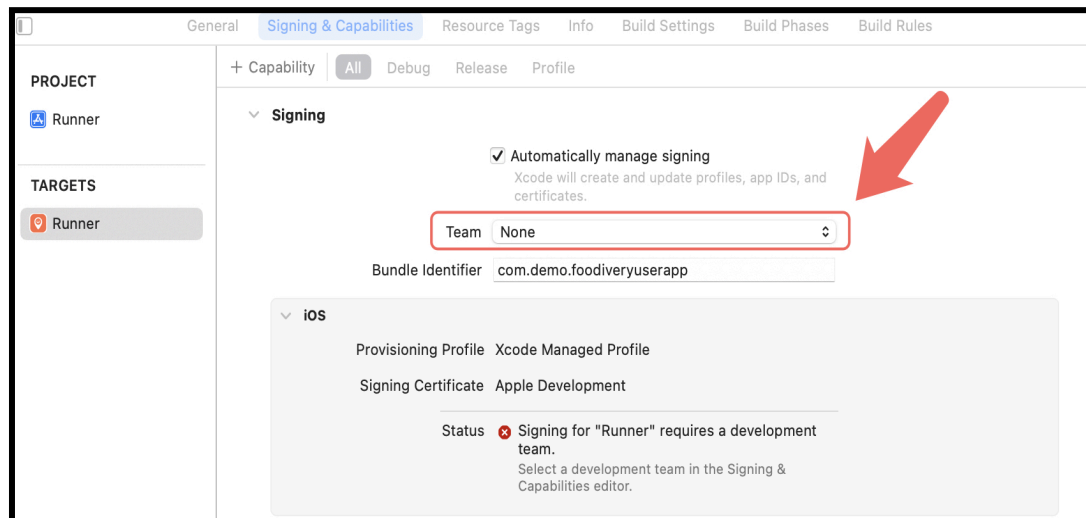 General Signing & Capabilities Resource Tags Info Build Settings Build Phases Build Rules
PROJECT
Runner
TARGETS
Runner
+ Capability All Debug Release Profile
Signing
Automatically manage signing
Xcode will create and update profiles, app IDs, and
certificates.
Team None
Bundle Identifier com.demo.foodiveryuserapp
iOS
Provisioning Profile Xcode Managed Profile
Signing Certificate Apple Development
Status Signing for "Runner" requires a development
team.
Select a development team in the Signing &
Capabilities editor.